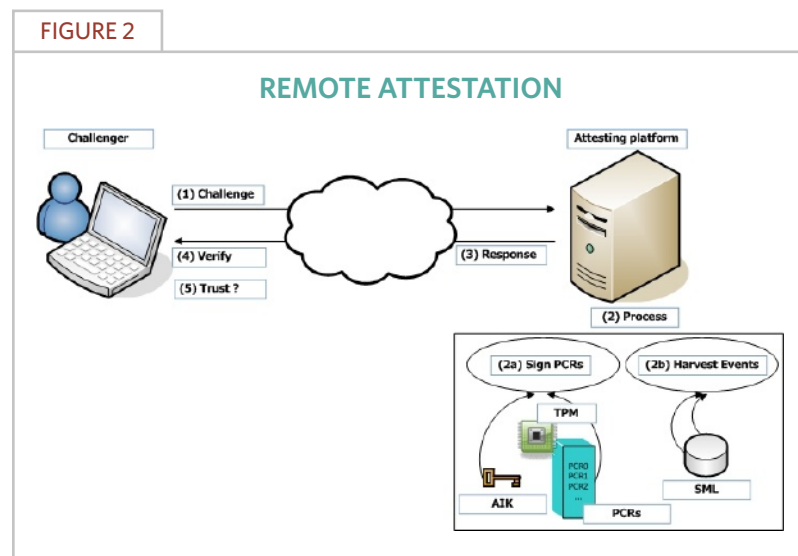 FIGURE 2
REMOTE ATTESTATION
Challenger
Attesting platform
(1) Challenge
(4) Verify
(3) Response
(5) Trust ?
(2) Process
(2a) Sign PCRs
(2b) Harvest Events
TPM
PCR0
PCR1
PCR2
...
AIK
SML
PCRs